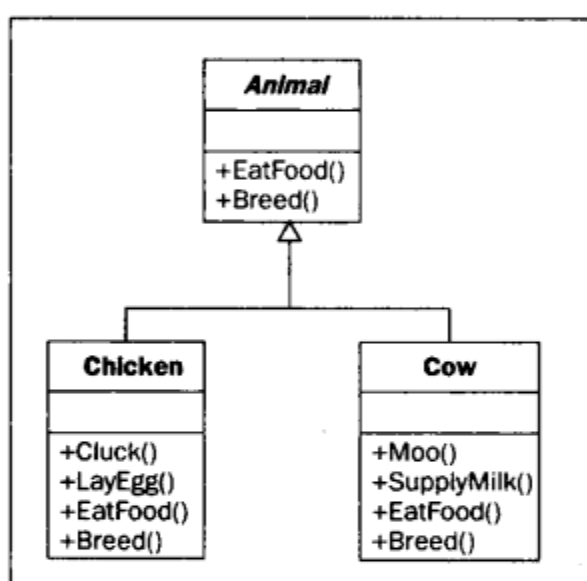 Animal
+EatFood()
+Breed()
Chicken
+Cluck()
+LayEgg()
+EatFood()
+Breed()
Cow
+Moo()
+SupplyMilk()
+EatFood()
+Breed()